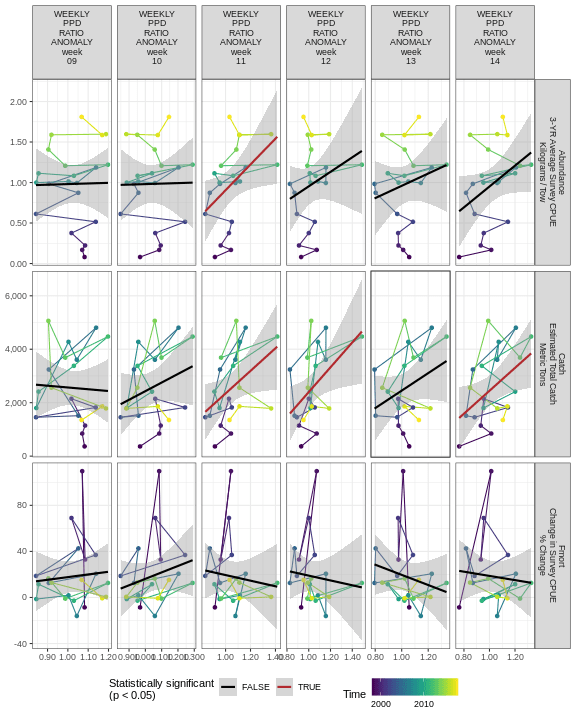 WEEKLY
PPD
RATIO
ANOMALY
week
09
WEEKLY
PPD
RATIO
ANOMALY
week
10
WEEKLY
PPD
RATIO
ANOMALY
week
11
WEEKLY
PPD
RATIO
ANOMALY
week
12
WEEKLY
PPD
RATIO
ANOMALY
week
13
WEEKLY
PPD
RATIO
ANOMALY
week
14
2.00
1.50
1.00
0.50
0.00
Abundance
3-YR Average Survey CPUE
Kilograms / Tow
6,000
4,000
2,000
0
Catch
Estimated Total Catch
Metric Tons
80
40
0
-40
Fmort
Change in Survey CPUE
% Change
0.90 1.00 1.10 1.20
1.00 1.40
0.80 1.00 1.20 1.40
0.80 1.00 1.20
0.80 1.00 1.20
Statistically significant
(p < 0.05)
FALSE
TRUE
Time
2000 2010